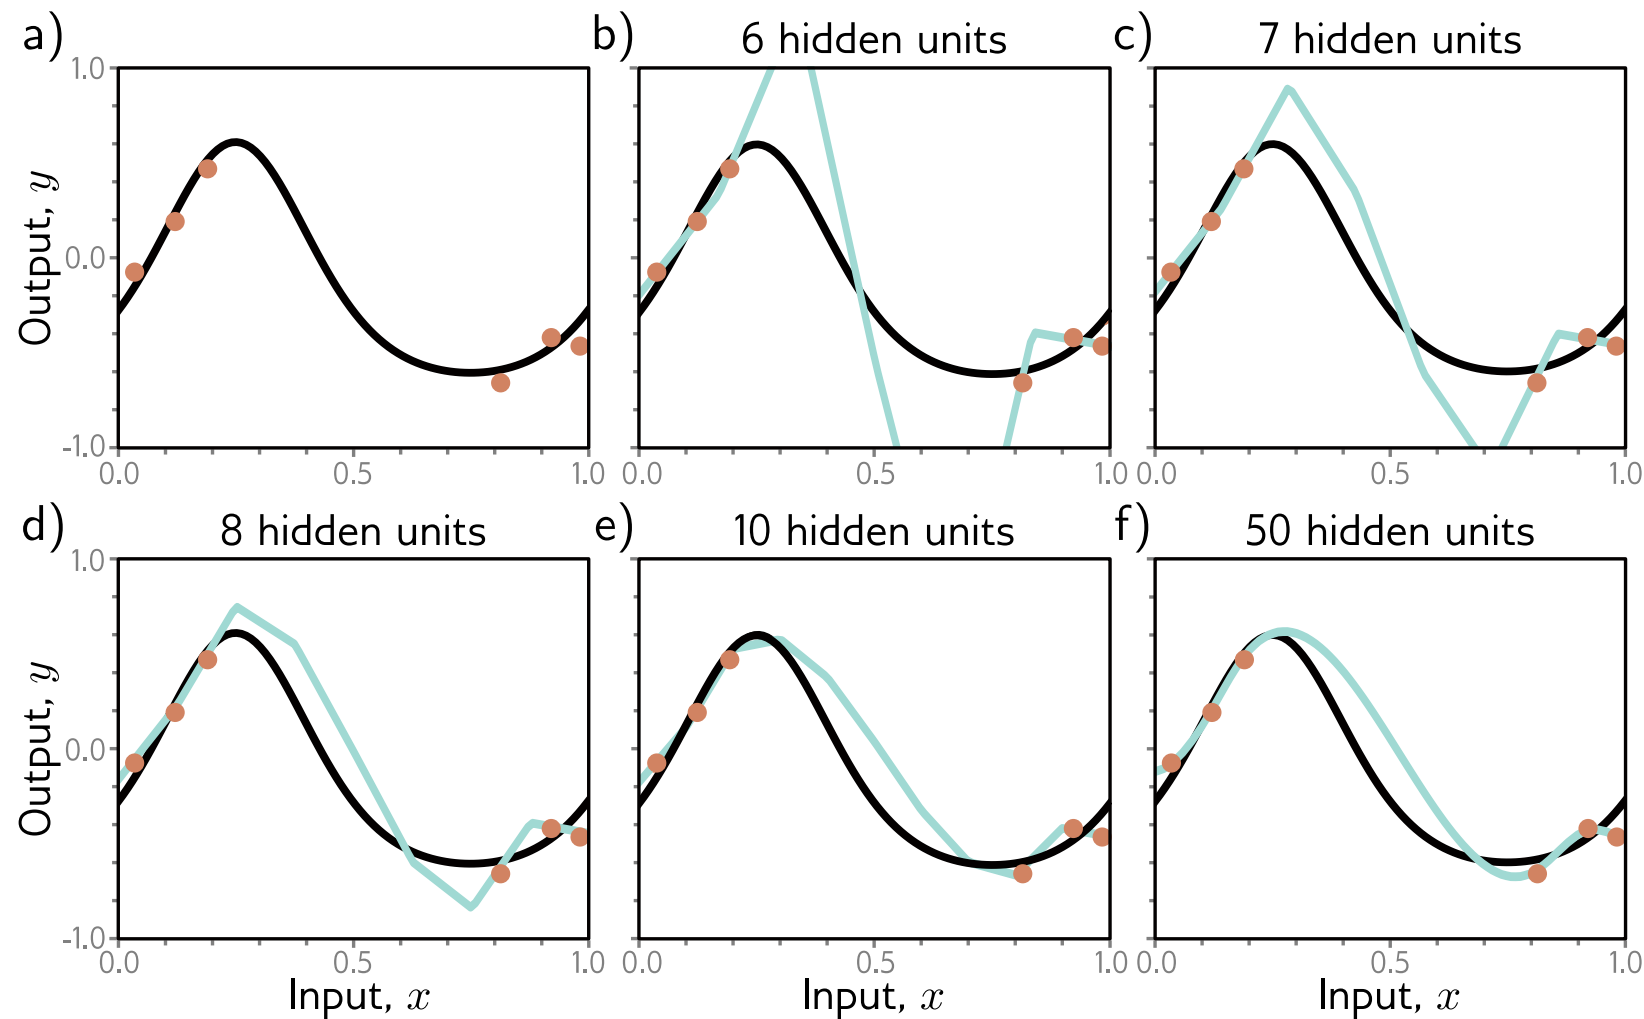 a)
b) 6 hidden units
c) 7 hidden units
Output, y
1.0
0.0
-1.0
0.0 0.5 1.0
0.0 0.5 1.0
0.0 0.5 1.0
d) 8 hidden units
e) 10 hidden units
f) 50 hidden units
Output, y
1.0
0.0
-1.0
0.0 0.5 1.0
0.0 0.5 1.0
0.0 0.5 1.0
Input, x
Input, x
Input, x